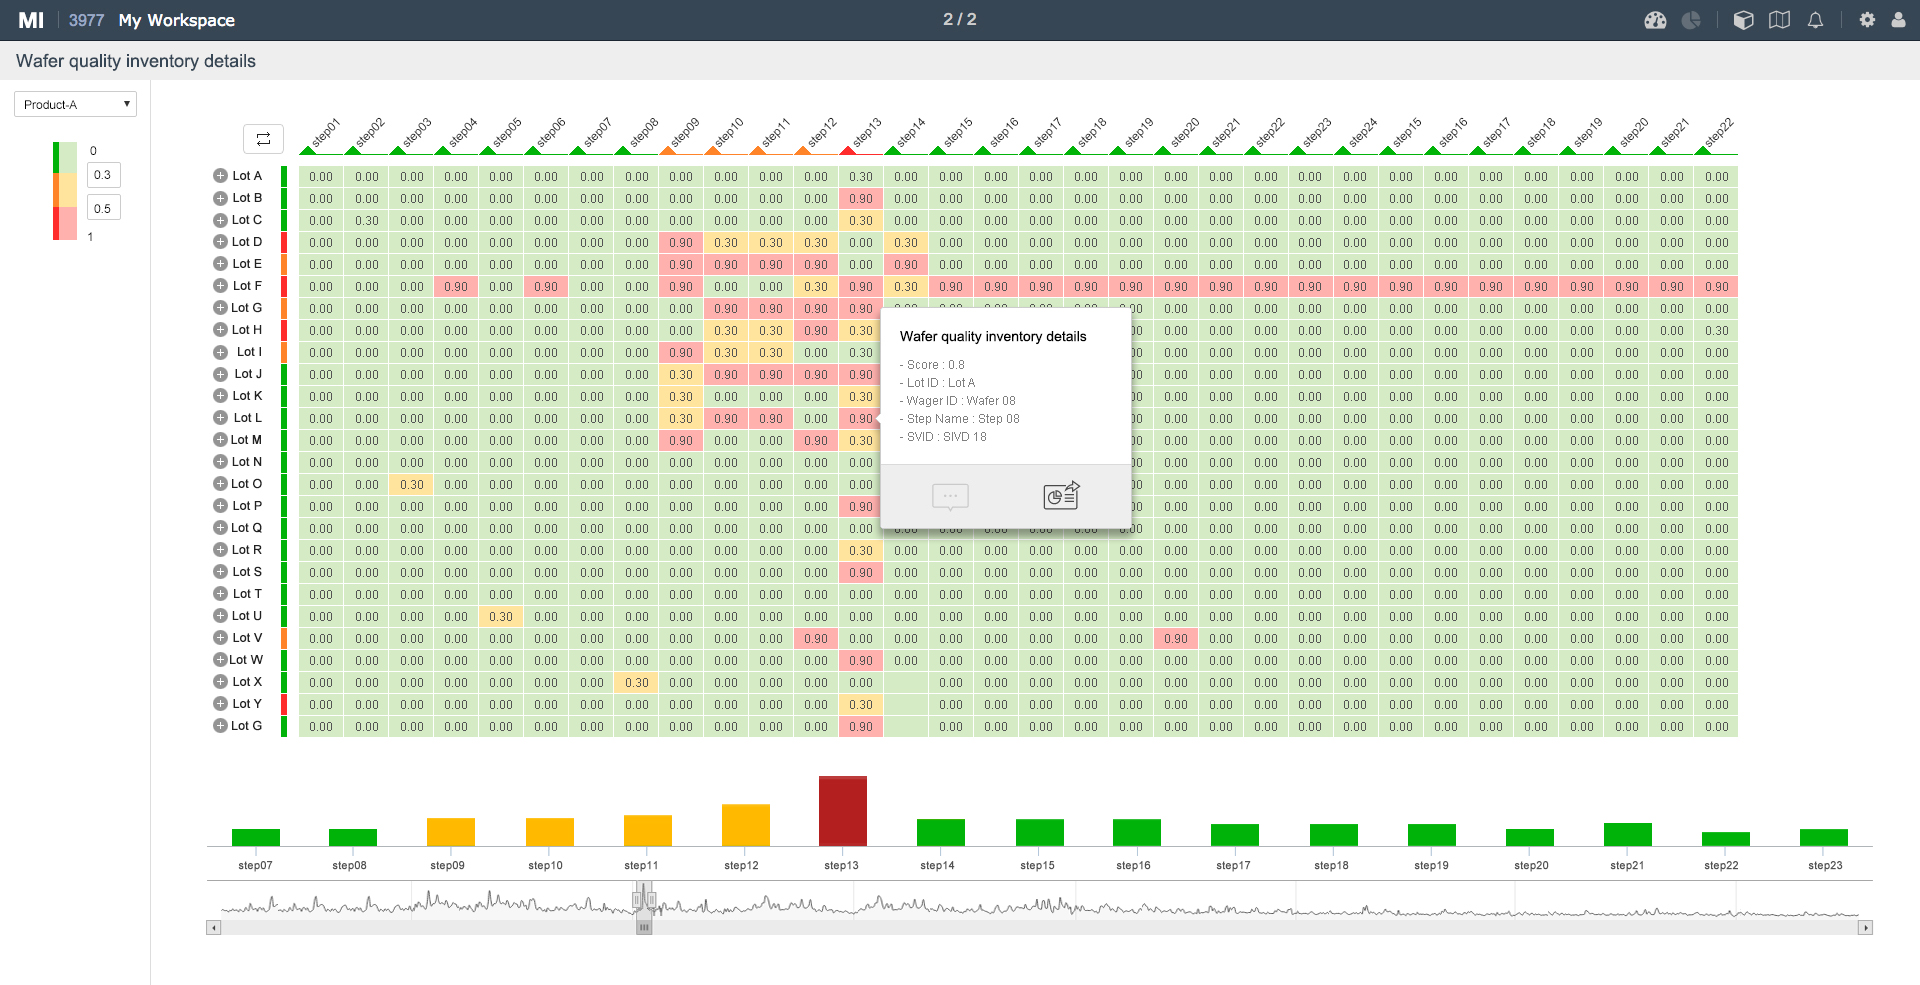 MI 3977 My Workspace 2 / 2
Wafer quality inventory details
Product-A
0
0.3
0.5
1
step01 step02 step03 step04 step05 step06 step07 step08 step09 step10 step11 step12 step13 step14 step15 step16 step17 step18 step19 step20 step21 step22 step23 step24 step15 step16 step17 step18 step19 step20 step21 step22
Lot A 0.00 0.00 0.00 0.00 0.00 0.00 0.00 0.00 0.00 0.00 0.00 0.00 0.30 0.00 0.00 0.00 0.00 0.00 0.00 0.00 0.00 0.00 0.00 0.00 0.00 0.00 0.00 0.00 0.00 0.00 0.00 0.00
Lot B 0.00 0.00 0.00 0.00 0.00 0.00 0.00 0.00 0.00 0.00 0.00 0.00 0.90 0.00 0.00 0.00 0.00 0.00 0.00 0.00 0.00 0.00 0.00 0.00 0.00 0.00 0.00 0.00 0.00 0.00 0.00 0.00
Lot C 0.00 0.30 0.00 0.00 0.00 0.00 0.00 0.00 0.00 0.00 0.00 0.00 0.30 0.00 0.00 0.00 0.00 0.00 0.00 0.00 0.00 0.00 0.00 0.00 0.00 0.00 0.00 0.00 0.00 0.00 0.00 0.00
Lot D 0.00 0.00 0.00 0.00 0.00 0.00 0.00 0.00 0.90 0.30 0.30 0.30 0.00 0.30 0.00 0.00 0.00 0.00 0.00 0.00 0.00 0.00 0.00 0.00 0.00 0.00 0.00 0.00 0.00 0.00 0.00 0.00
Lot E 0.00 0.00 0.00 0.00 0.00 0.00 0.00 0.00 0.90 0.90 0.90 0.90 0.00 0.90 0.00 0.00 0.00 0.00 0.00 0.00 0.00 0.00 0.00 0.00 0.00 0.00 0.00 0.00 0.00 0.00 0.00 0.00
Lot F 0.00 0.00 0.00 0.90 0.00 0.90 0.00 0.00 0.90 0.00 0.00 0.30 0.90 0.30 0.90 0.90 0.90 0.90 0.90 0.90 0.90 0.90 0.90 0.90 0.90 0.90 0.90 0.90 0.90 0.90 0.90 0.90
Lot G 0.00 0.00 0.00 0.00 0.00 0.00 0.00 0.00 0.00 0.90 0.90 0.90 0.90 0.00 0.00 0.00 0.00 0.00 0.00 0.00 0.00 0.00 0.00 0.00 0.00 0.00
Lot H 0.00 0.00 0.00 0.00 0.00 0.00 0.00 0.00 0.00 0.30 0.30 0.90 0.30 0.00 0.00 0.00 0.00 0.00 0.00 0.00 0.00 0.00 0.00 0.00 0.00 0.30
Lot I 0.00 0.00 0.00 0.00 0.00 0.00 0.00 0.00 0.90 0.30 0.30 0.00 0.30 0.00 0.00 0.00 0.00 0.00 0.00 0.00 0.00 0.00 0.00 0.00 0.00 0.00
Lot J 0.00 0.00 0.00 0.00 0.00 0.00 0.00 0.00 0.30 0.90 0.90 0.90 0.90 0.00 0.00 0.00 0.00 0.00 0.00 0.00 0.00 0.00 0.00 0.00 0.00 0.00
Lot K 0.00 0.00 0.00 0.00 0.00 0.00 0.00 0.00 0.30 0.00 0.00 0.00 0.30 0.00 0.00 0.00 0.00 0.00 0.00 0.00 0.00 0.00 0.00 0.00 0.00 0.00
Lot L 0.00 0.00 0.00 0.00 0.00 0.00 0.00 0.00 0.30 0.90 0.90 0.00 0.90 0.00 0.00 0.00 0.00 0.00 0.00 0.00 0.00 0.00 0.00 0.00 0.00 0.00
Lot M 0.00 0.00 0.00 0.00 0.00 0.00 0.00 0.00 0.90 0.00 0.00 0.90 0.30 0.00 0.00 0.00 0.00 0.00 0.00 0.00 0.00 0.00 0.00 0.00 0.00 0.00
Lot N 0.00 0.00 0.00 0.00 0.00 0.00 0.00 0.00 0.00 0.00 0.00 0.00 0.00 0.00 0.00 0.00 0.00 0.00 0.00 0.00 0.00 0.00 0.00 0.00 0.00 0.00
Lot O 0.00 0.00 0.30 0.00 0.00 0.00 0.00 0.00 0.00 0.00 0.00 0.00 0.00 0.00 0.00 0.00 0.00 0.00 0.00 0.00 0.00 0.00 0.00 0.00 0.00 0.00
Lot P 0.00 0.00 0.00 0.00 0.00 0.00 0.00 0.00 0.00 0.00 0.00 0.00 0.90 0.00 0.00 0.00 0.00 0.00 0.00 0.00 0.00 0.00 0.00 0.00 0.00 0.00
Lot Q 0.00 0.00 0.00 0.00 0.00 0.00 0.00 0.00 0.00 0.00 0.00 0.00 0.00 0.00 0.00 0.00 0.00 0.00 0.00 0.00 0.00 0.00 0.00 0.00 0.00 0.00
Lot R 0.00 0.00 0.00 0.00 0.00 0.00 0.00 0.00 0.00 0.00 0.00 0.00 0.30 0.00 0.00 0.00 0.00 0.00 0.00 0.00 0.00 0.00 0.00 0.00 0.00 0.00 0.00 0.00 0.00 0.00 0.00 0.00
Lot S 0.00 0.00 0.00 0.00 0.00 0.00 0.00 0.00 0.00 0.00 0.00 0.00 0.90 0.00 0.00 0.00 0.00 0.00 0.00 0.00 0.00 0.00 0.00 0.00 0.00 0.00 0.00 0.00 0.00 0.00 0.00 0.00
Lot T 0.00 0.00 0.00 0.00 0.00 0.00 0.00 0.00 0.00 0.00 0.00 0.00 0.00 0.00 0.00 0.00 0.00 0.00 0.00 0.00 0.00 0.00 0.00 0.00 0.00 0.00 0.00 0.00 0.00 0.00 0.00 0.00
Lot U 0.00 0.00 0.00 0.00 0.30 0.00 0.00 0.00 0.00 0.00 0.00 0.00 0.00 0.00 0.00 0.00 0.00 0.00 0.00 0.00 0.00 0.00 0.00 0.00 0.00 0.00 0.00 0.00 0.00 0.00 0.00 0.00
Lot V 0.00 0.00 0.00 0.00 0.00 0.00 0.00 0.00 0.00 0.00 0.00 0.90 0.00 0.00 0.00 0.00 0.00 0.00 0.00 0.90 0.00 0.00 0.00 0.00 0.00 0.00 0.00 0.00 0.00 0.00 0.00 0.00
Lot W 0.00 0.00 0.00 0.00 0.00 0.00 0.00 0.00 0.00 0.00 0.00 0.00 0.90 0.00 0.00 0.00 0.00 0.00 0.00 0.00 0.00 0.00 0.00 0.00 0.00 0.00 0.00 0.00 0.00 0.00 0.00 0.00
Lot X 0.00 0.00 0.00 0.00 0.00 0.00 0.00 0.30 0.00 0.00 0.00 0.00 0.00 0.00 0.00 0.00 0.00 0.00 0.00 0.00 0.00 0.00 0.00 0.00 0.00 0.00 0.00 0.00 0.00 0.00 0.00
Lot Y 0.00 0.00 0.00 0.00 0.00 0.00 0.00 0.00 0.00 0.00 0.00 0.00 0.30 0.00 0.00 0.00 0.00 0.00 0.00 0.00 0.00 0.00 0.00 0.00 0.00 0.00 0.00 0.00 0.00 0.00 0.00
Lot G 0.00 0.00 0.00 0.00 0.00 0.00 0.00 0.00 0.00 0.00 0.00 0.00 0.90 0.00 0.00 0.00 0.00 0.00 0.00 0.00 0.00 0.00 0.00 0.00 0.00 0.00 0.00 0.00 0.00 0.00 0.00
Wafer quality inventory details
- Score : 0.8
- Lot ID : Lot A
- Wager ID : Wafer 08
- Step Name : Step 08
- SVID : SIVD 18
step07 step08 step09 step10 step11 step12 step13 step14 step15 step16 step17 step18 step19 step20 step21 step22 step23